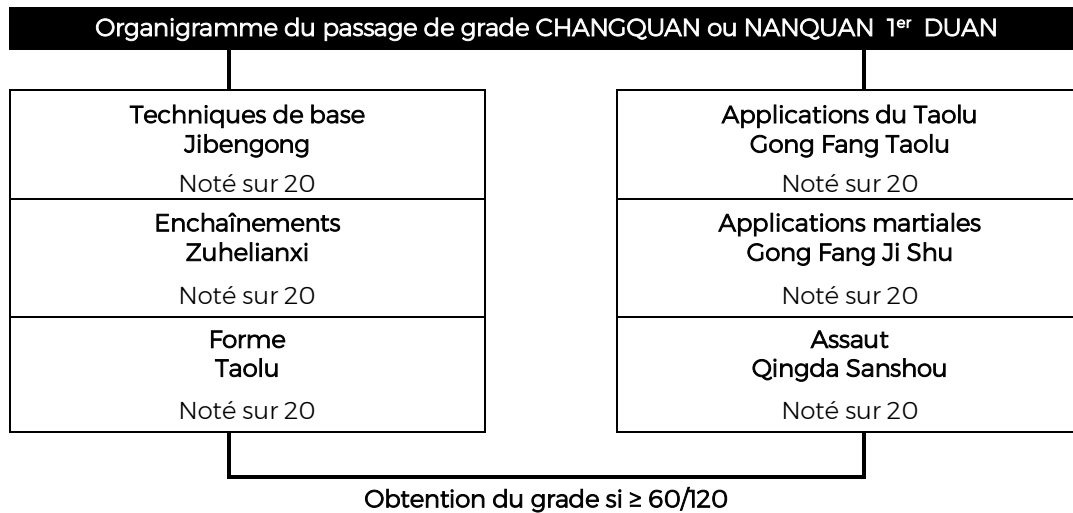 Organigramme du passage de grade CHANGQUAN ou NANQUAN 1er DUAN
Techniques de base
Jibengong
Noté sur 20
Enchaînements
Zuhelianxi
Noté sur 20
Forme
Taolu
Noté sur 20
Applications du Taolu
Gong Fang Taolu
Noté sur 20
Applications martiales
Gong Fang Ji Shu
Noté sur 20
Assaut
Qingda Sanshou
Noté sur 20
Obtention du grade si ≥ 60/120